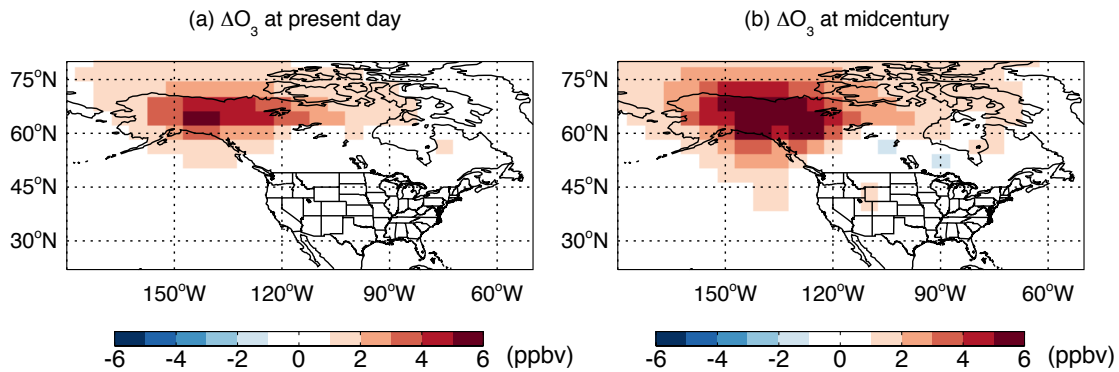 (a) ΔO₃ at present day
(b) ΔO₃ at midcentury
75°N
60°N
45°N
30°N
150°W 120°W 90°W 60°W
75°N
60°N
45°N
30°N
150°W 120°W 90°W 60°W
-6 -4 -2 0 2 4 6 (ppbv)
-6 -4 -2 0 2 4 6 (ppbv)